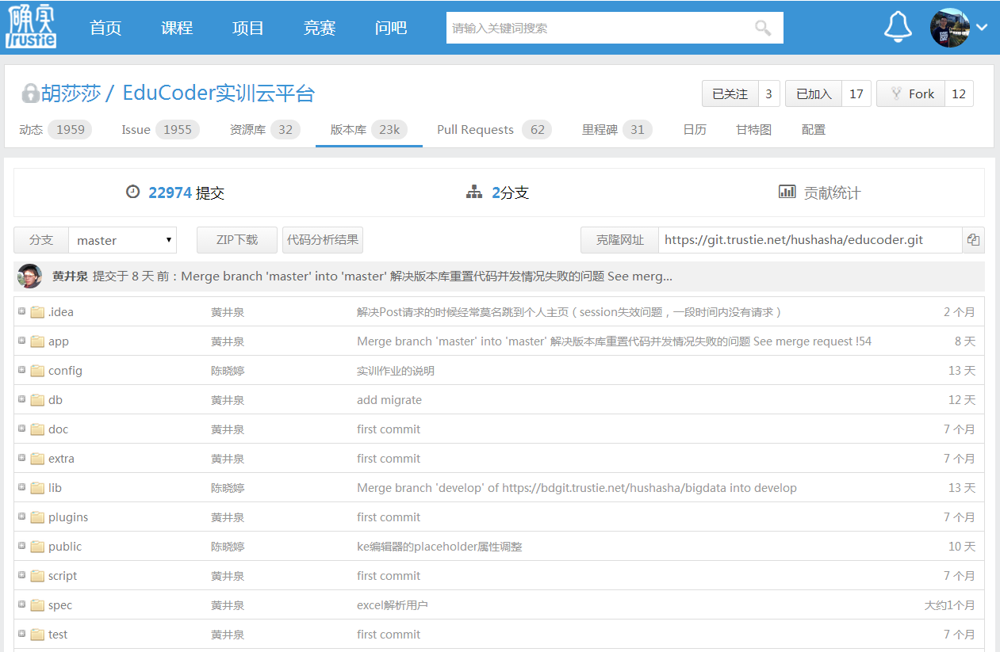 确实 Trustie 首页 课程 项目 竞赛 问吧 请输入关键词搜索
胡莎莎 / EduCoder实训云平台 已关注 3 已加入 17 Fork 12
动态 1959 Issue 1955 资源库 32 版本库 23k Pull Requests 62 里程碑 31 日历 甘特图 配置
22974 提交 2分支 贡献统计
分支 master ZIP下载 代码分析结果 克隆网址 https://git.trustie.net/hushasha/educoder.git
黄井泉 提交于 8 天 前：Merge branch 'master' into 'master' 解决版本库重置代码并发情况失败的问题 See merg...
.idea 黄井泉 解决Post请求的时候经常莫名跳到个人主页（session失效问题，一段时间内没有请求） 2 个月
app 黄井泉 Merge branch 'master' into 'master' 解决版本库重置代码并发情况失败的问题 See merge request !54 8 天
config 陈晓婷 实训作业的说明 13 天
db 黄井泉 add migrate 12 天
doc 黄井泉 first commit 7 个月
extra 黄井泉 first commit 7 个月
lib 陈晓婷 Merge branch 'develop' of https://bdgit.trustie.net/hushasha/bigdata into develop 13 天
plugins 黄井泉 first commit 7 个月
public 陈晓婷 ke编辑器的placeholder属性调整 10 天
script 黄井泉 first commit 7 个月
spec 黄井泉 excel解析用户 大约1个月
test 黄井泉 first commit 7 个月